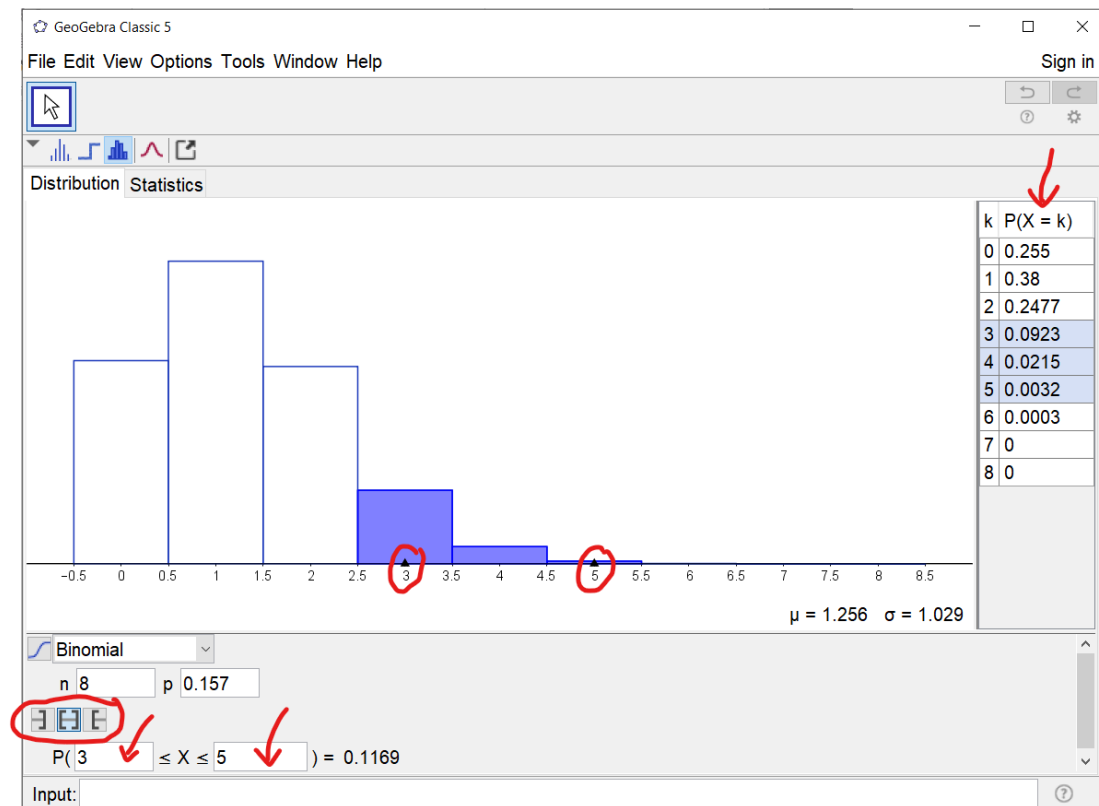 GeoGebra Classic 5
File Edit View Options Tools Window Help
Sign in
Distribution Statistics
k P(X = k)
0 0.255
1 0.38
2 0.2477
3 0.0923
4 0.0215
5 0.0032
6 0.0003
7 0
8 0
-0.5 0 0.5 1 1.5 2 2.5 3 3.5 4 4.5 5 5.5 6 6.5 7 7.5 8 8.5
μ = 1.256 σ = 1.029
Binomial
n 8 p 0.157
P( 3 ≤ X ≤ 5 ) = 0.1169
Input: